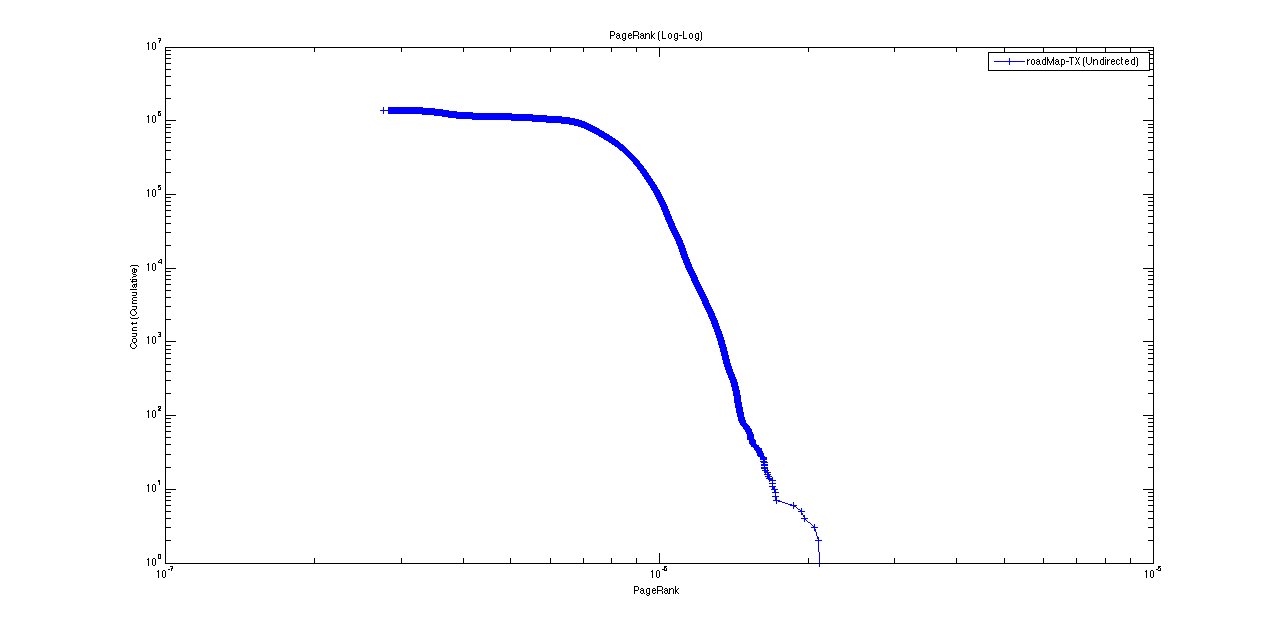 PageRank (Log-Log)
roadMap-TX (Undirected)
10^7
10^6
10^5
10^4
10^3
10^2
10^1
10^0
Count (Cumulative)
10^-7
10^-6
10^-5
PageRank